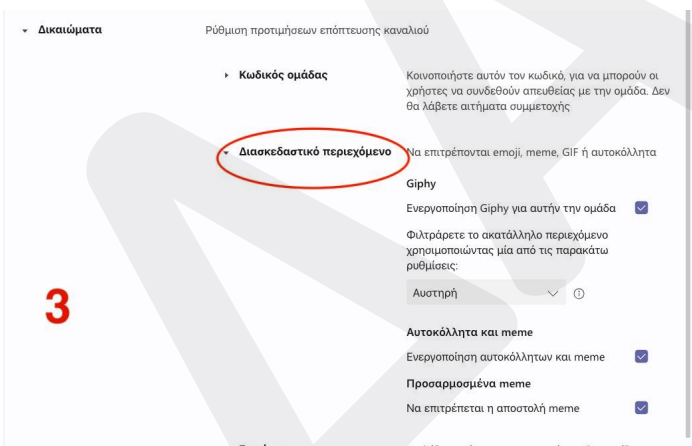 Δικαιώματα
Ρύθμιση προτιμήσεων επόπτευσης καναλιού
Κωδικός ομάδας
Κοινοποιήστε αυτόν τον κωδικό, για να μπορούν οι
χρήστες να συνδεθούν απευθείας με την ομάδα. Δεν
θα λάβετε αιτήματα συμμετοχής
Διασκεδαστικό περιεχόμενο
Να επιτρέπονται emoji, meme, GIF ή αυτοκόλλητα
Giphy
Ενεργοποίηση Giphy για αυτήν την ομάδα
Φιλτράρετε το ακατάλληλο περιεχόμενο
χρησιμοποιώντας μία από τις παρακάτω
ρυθμίσεις:
Αυστηρή
3
Αυτοκόλλητα και meme
Ενεργοποίηση αυτοκόλλητων και meme
Προσαρμοσμένα meme
Να επιτρέπεται η αποστολή meme